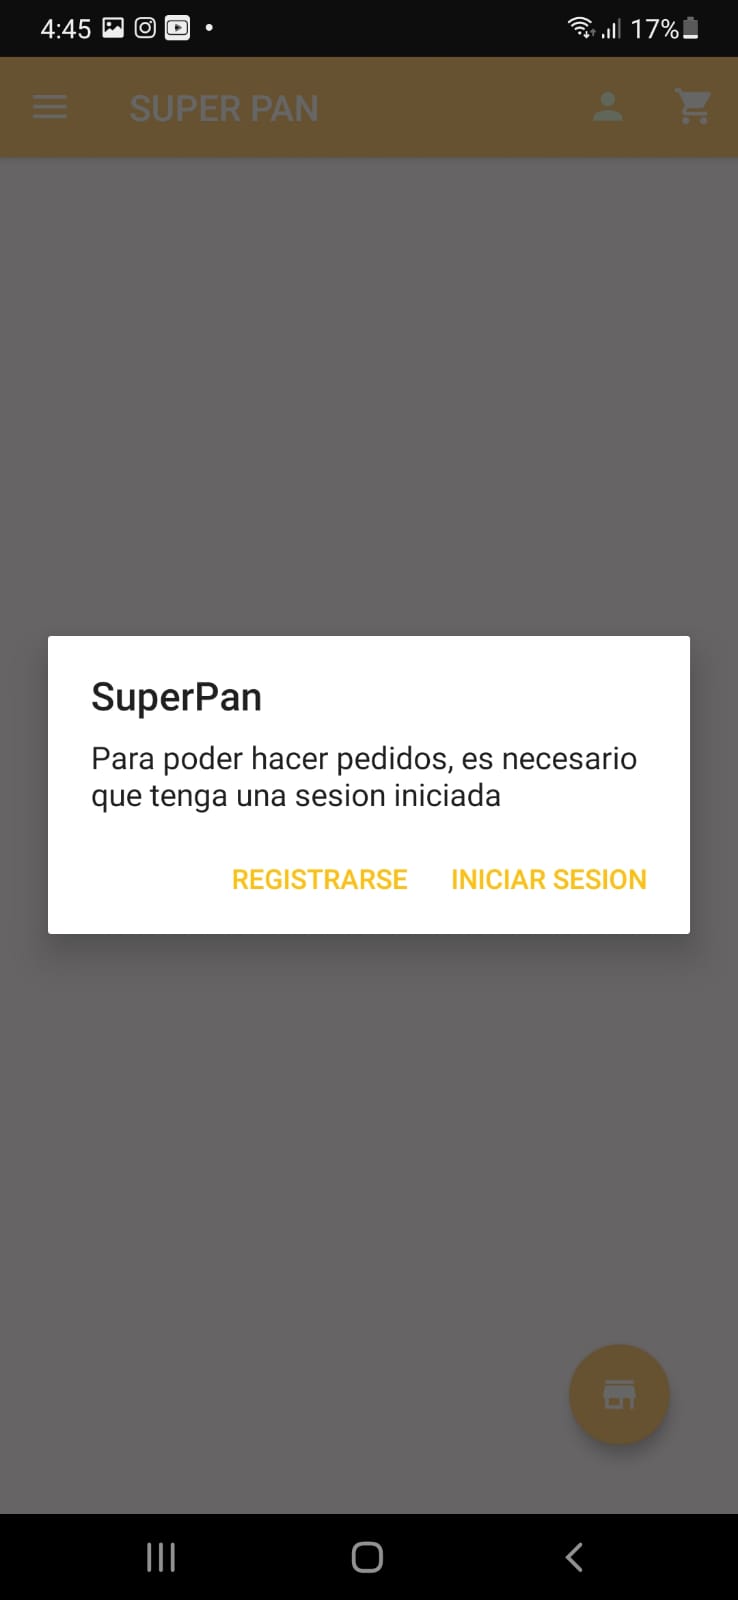 4:45
17%
SUPER PAN
SuperPan
Para poder hacer pedidos, es necesario
que tenga una sesion iniciada
REGISTRARSE
INICIAR SESION